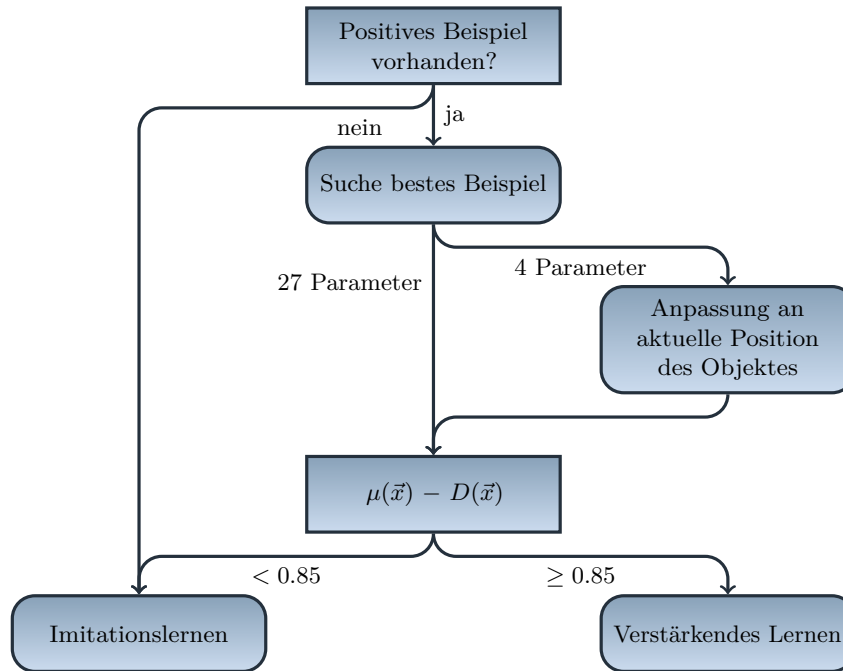 Positives Beispiel
vorhanden?
nein
ja
Suche bestes Beispiel
27 Parameter
4 Parameter
Anpassung an
aktuelle Position
des Objektes
μ(x⃗) − D(x⃗)
< 0.85
≥ 0.85
Imitationslernen
Verstärkendes Lernen